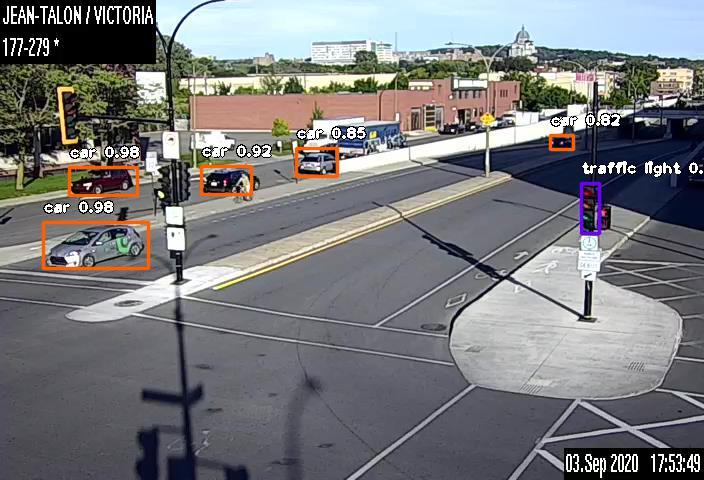 JEAN-TALON / VICTORIA
177-279 *
car 0.82
car 0.85
car 0.92
car 0.98
traffic light 0.
car 0.98
03.Sep 2020 17:53:49